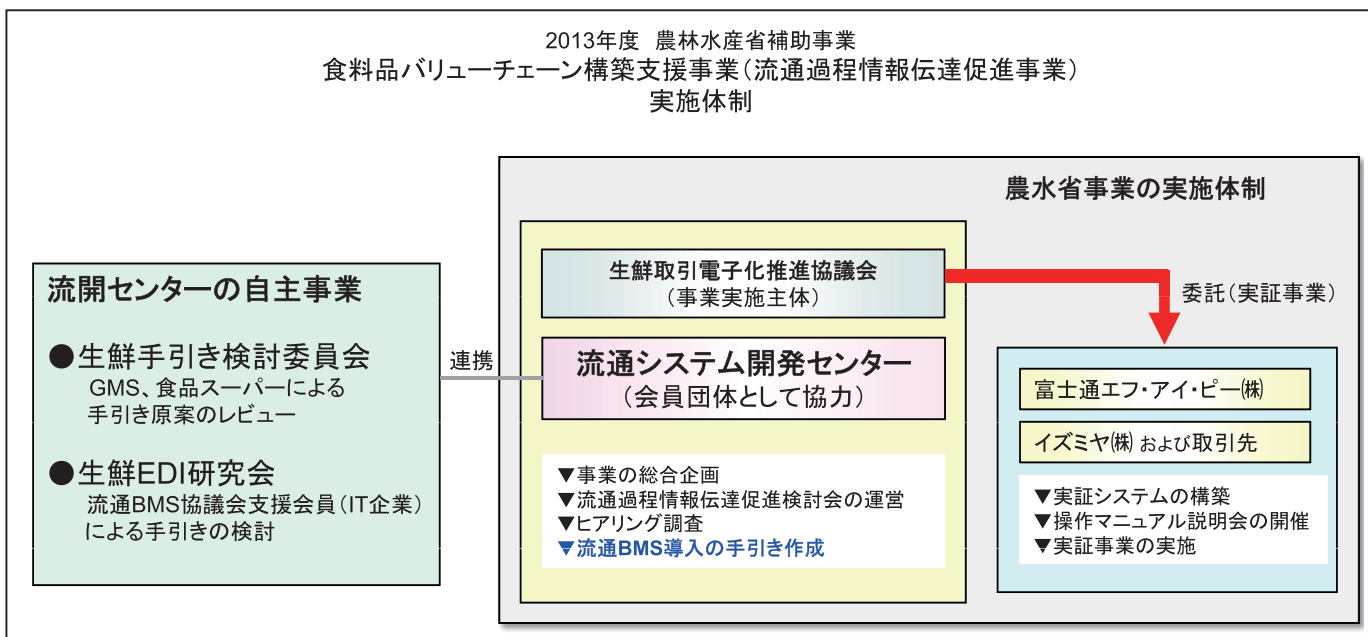 2013年度 農林水産省補助事業
食料品バリューチェーン構築支援事業(流通過程情報伝達促進事業)
実施体制
農水省事業の実施体制
流開センターの自主事業
●生鮮手引き検討委員会
GMS、食品スーパーによる
手引き原案のレビュー
●生鮮EDI研究会
流通BMS協議会支援会員(IT企業)
による手引きの検討
連携
生鮮取引電子化推進協議会
(事業実施主体)
流通システム開発センター
(会員団体として協力)
▼事業の総合企画
▼流通過程情報伝達促進検討会の運営
▼ヒアリング調査
▼流通BMS導入の手引き作成
委託(実証事業)
富士通エフ・アイ・ピー㈱
イズミヤ㈱ および取引先
▼実証システムの構築
▼操作マニュアル説明会の開催
▼実証事業の実施